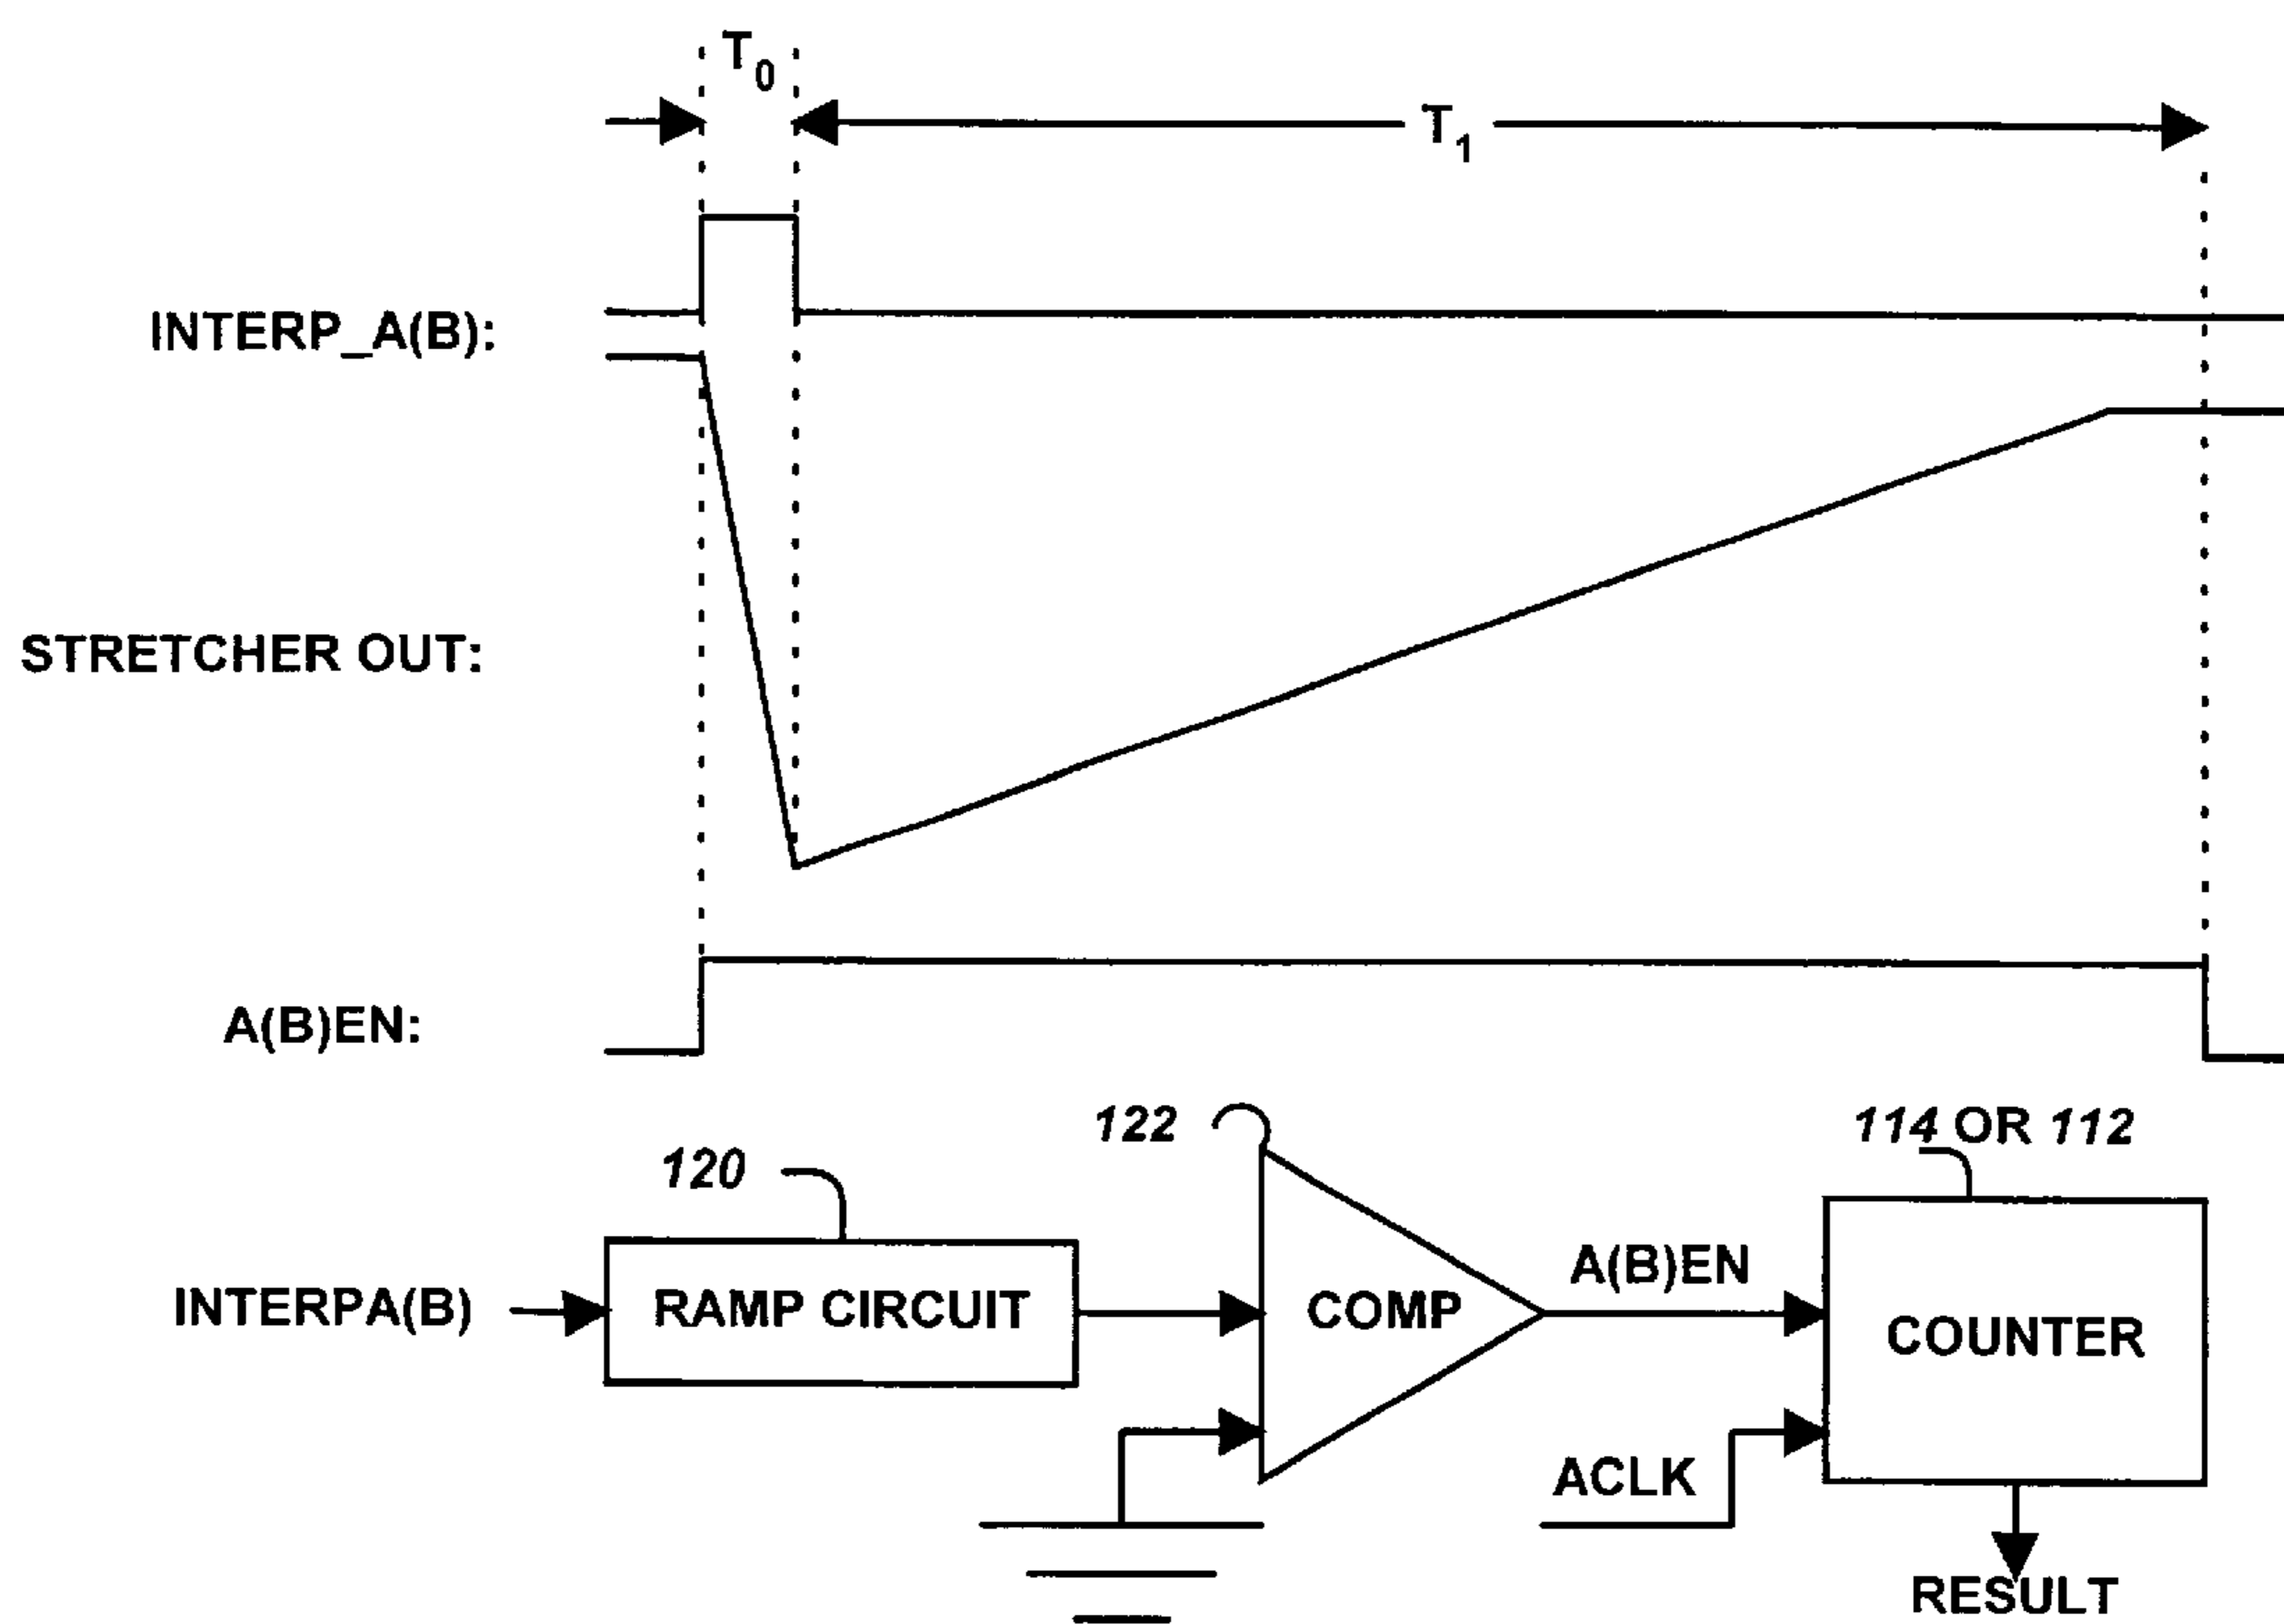 T0
T1
INTERP_A(B):
STRETCHER OUT:
A(B)EN:
122
114 OR 112
120
A(B)EN
INTERPA(B)
RAMP CIRCUIT
COMP
COUNTER
ACLK
RESULT